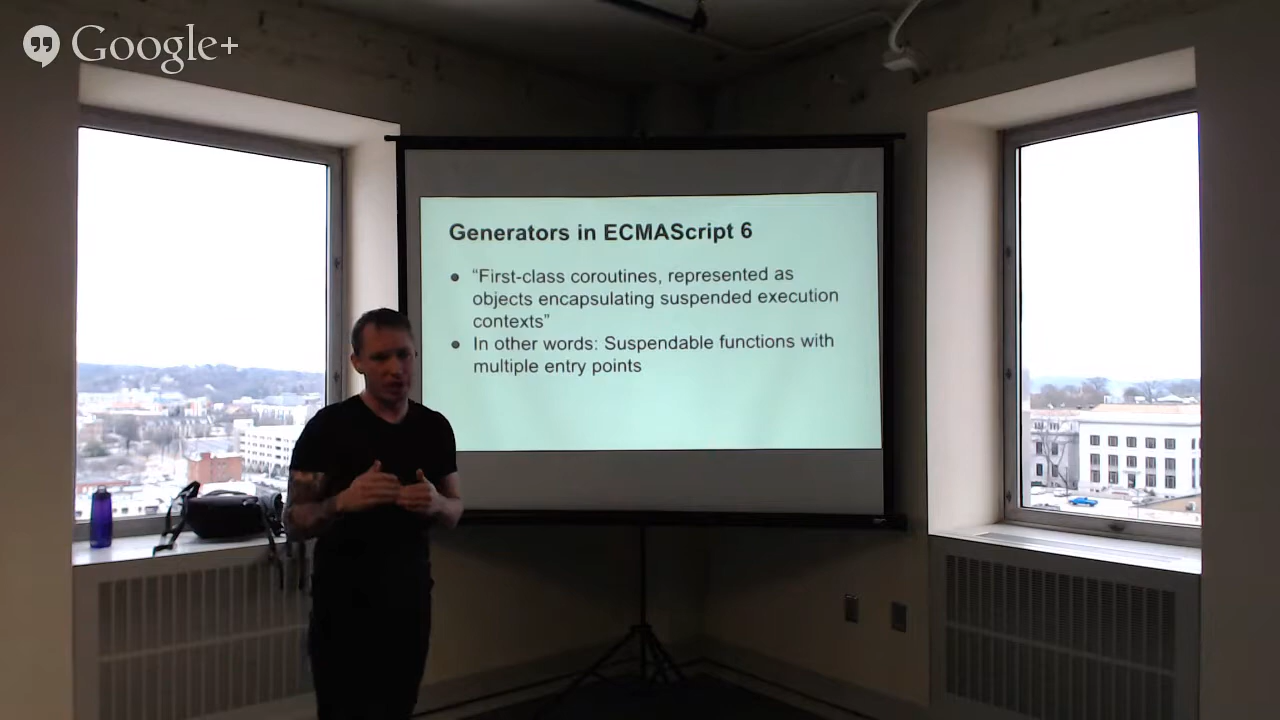 Google+
Generators in ECMAScript 6
● “First-class coroutines, represented as
objects encapsulating suspended execution
contexts”
● In other words: Suspendable functions with
multiple entry points